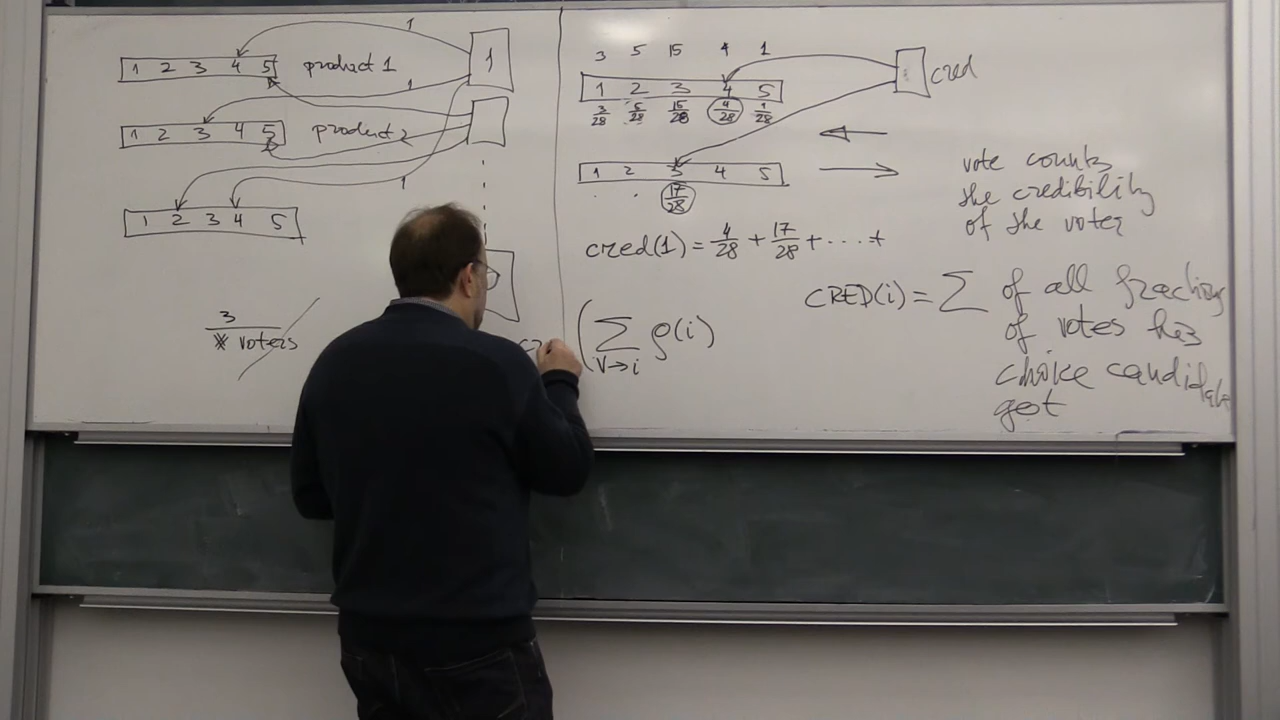 1
1 2 3 4 5 product 1
1
1
1 2 3 4 5 product 2
1
1 2 3 4 5
3
voters
3 5 15 4 1
1 2 3 4 5
3/28 5/28 15/28 4/28 1/28
cred
1 2 3 4 5
17/28
vote counts
the credibility
of the voter
cred(1) = 4/28 + 17/28 + ... +
CRED(i) = Σ of all fractions
of votes his
choice candidate
got
(Σ ρ(i)
V→i